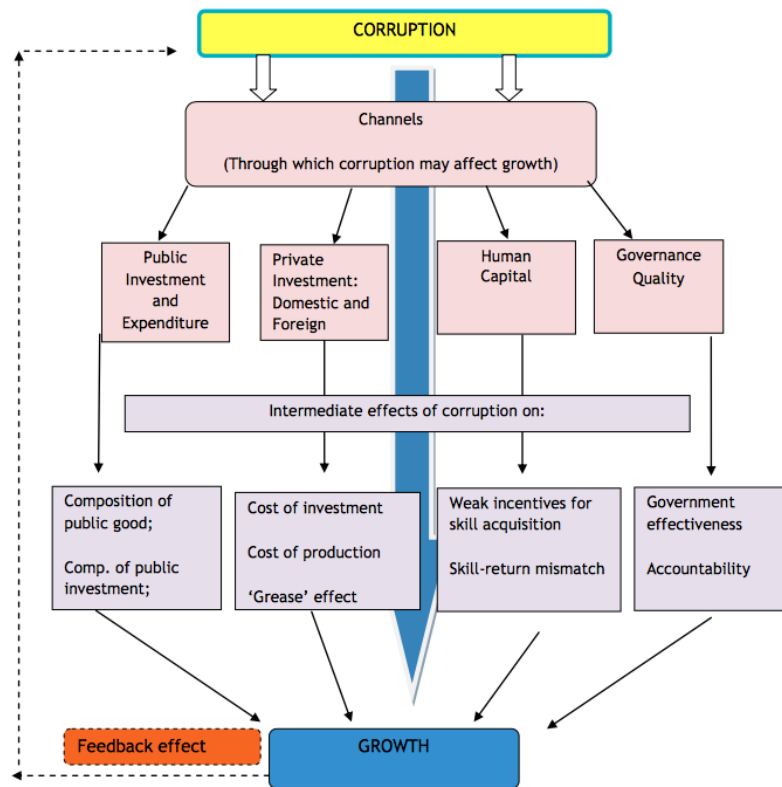 CORRUPTION
Channels
(Through which corruption may affect growth)
Public
Investment
and
Expenditure
Private
Investment:
Domestic and
Foreign
Human
Capital
Governance
Quality
Intermediate effects of corruption on:
Composition of
public good;
Comp. of public
investment;
Cost of investment
Cost of production
‘Grease’ effect
Weak incentives for
skill acquisition
Skill-return mismatch
Government
effectiveness
Accountability
Feedback effect
GROWTH